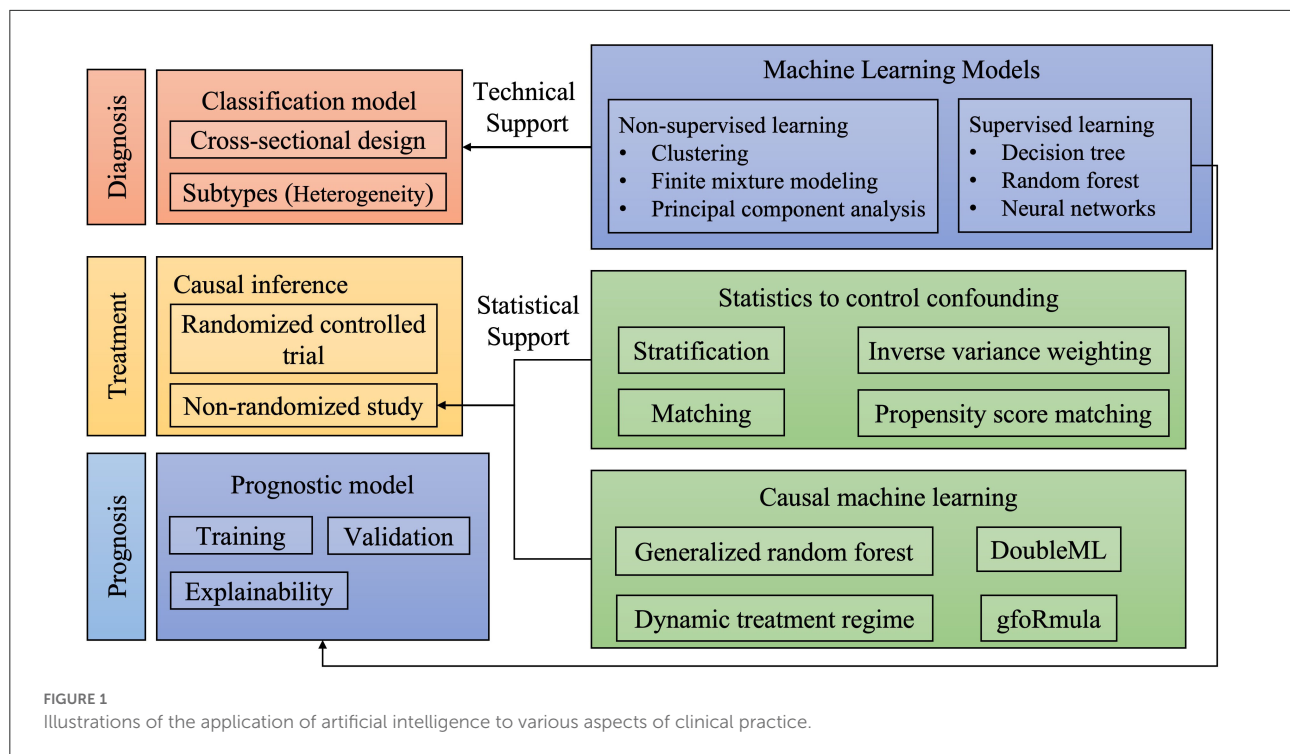 Diagnosis
Classification model
Cross-sectional design
Subtypes (Heterogeneity)
Technical
Support
Machine Learning Models
Non-supervised learning
• Clustering
• Finite mixture modeling
• Principal component analysis
Supervised learning
• Decision tree
• Random forest
• Neural networks
Treatment
Causal inference
Randomized controlled
trial
Non-randomized study
Statistical
Support
Statistics to control confounding
Stratification
Inverse variance weighting
Matching
Propensity score matching
Prognosis
Prognostic model
Training
Validation
Explainability
Causal machine learning
Generalized random forest
DoubleML
Dynamic treatment regime
gfoRmula
FIGURE 1
Illustrations of the application of artificial intelligence to various aspects of clinical practice.